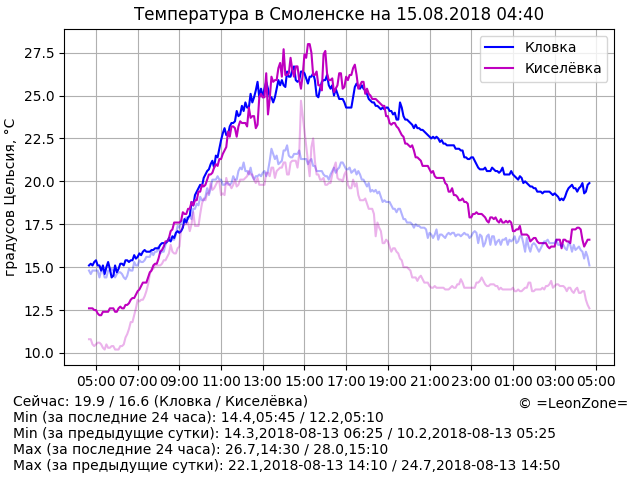 Температура в Смоленске на 15.08.2018 04:40
градусов Цельсия, °C
27.5
25.0
22.5
20.0
17.5
15.0
12.5
10.0
Кловка
Киселёвка
05:00 07:00 09:00 11:00 13:00 15:00 17:00 19:00 21:00 23:00 01:00 03:00 05:00
Сейчас: 19.9 / 16.6 (Кловка / Киселёвка)
© =LeonZone=
Min (за последние 24 часа): 14.4,05:45 / 12.2,05:10
Min (за предыдущие сутки): 14.3,2018-08-13 06:25 / 10.2,2018-08-13 05:25
Max (за последние 24 часа): 26.7,14:30 / 28.0,15:10
Max (за предыдущие сутки): 22.1,2018-08-13 14:10 / 24.7,2018-08-13 14:50